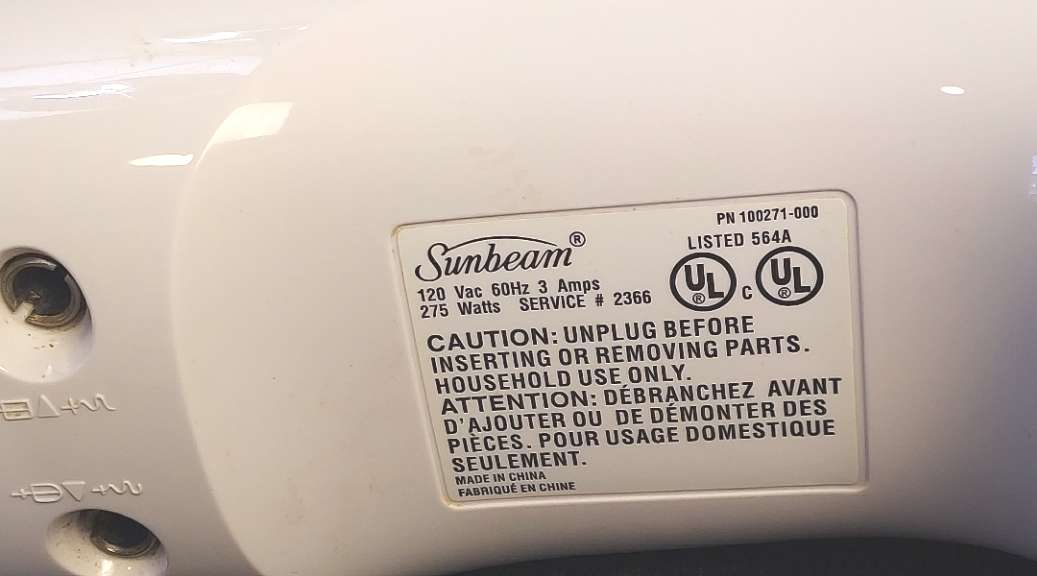 PN 100271-000
Sunbeam®
LISTED 564A
120 Vac 60Hz 3 Amps
275 Watts SERVICE # 2366
UL® C UL®
CAUTION: UNPLUG BEFORE
INSERTING OR REMOVING PARTS.
HOUSEHOLD USE ONLY.
ATTENTION: DÉBRANCHEZ AVANT
D'AJOUTER OU DE DÉMONTER DES
PIÈCES. POUR USAGE DOMESTIQUE
SEULEMENT.
MADE IN CHINA
FABRIQUÉ EN CHINE